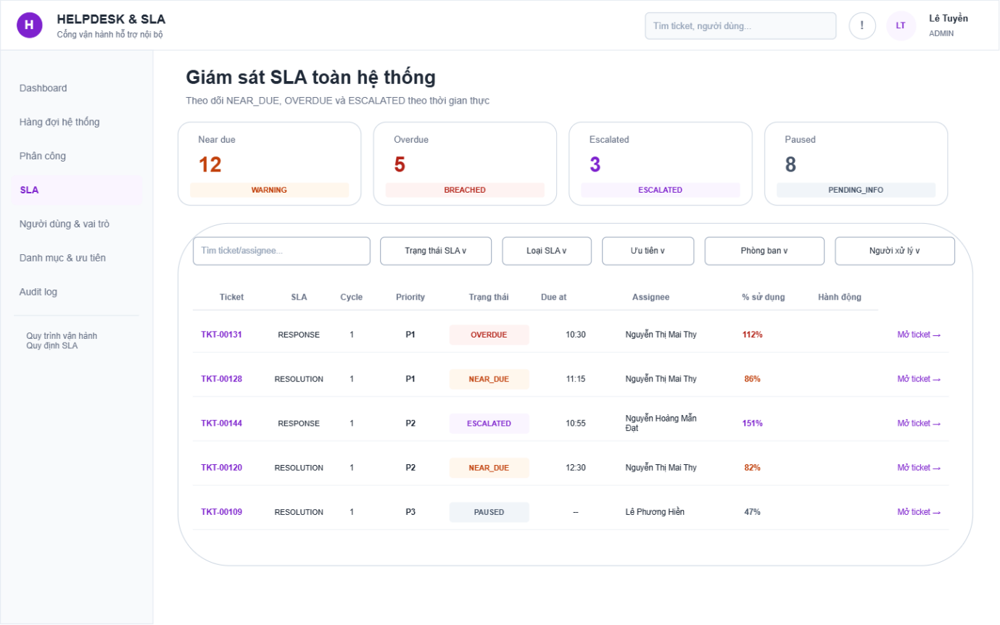 H
HELPDESK & SLA
Cổng vận hành hỗ trợ nội bộ
Tìm ticket, người dùng...
!
LT
Lê Tuyền
ADMIN
Dashboard
Hàng đợi hệ thống
Phân công
SLA
Người dùng & vai trò
Danh mục & ưu tiên
Audit log
Quy trình vận hành
Quy định SLA
Giám sát SLA toàn hệ thống
Theo dõi NEAR_DUE, OVERDUE và ESCALATED theo thời gian thực
Near due
12
WARNING
Overdue
5
BREACHED
Escalated
3
ESCALATED
Paused
8
PENDING_INFO
Tìm ticket/assignee... Trạng thái SLA v Loại SLA v Ưu tiên v Phòng ban v Người xử lý v
Ticket SLA Cycle Priority Trạng thái Due at Assignee % sử dụng Hành động
TKT-00131 RESPONSE 1 P1 OVERDUE 10:30 Nguyễn Thị Mai Thy 112% Mở ticket →
TKT-00128 RESOLUTION 1 P1 NEAR_DUE 11:15 Nguyễn Thị Mai Thy 86% Mở ticket →
TKT-00144 RESPONSE 1 P2 ESCALATED 10:55 Nguyễn Hoàng Mẫn Đạt 151% Mở ticket →
TKT-00120 RESOLUTION 1 P2 NEAR_DUE 12:30 Nguyễn Thị Mai Thy 82% Mở ticket →
TKT-00109 RESOLUTION 1 P3 PAUSED -- Lê Phương Hiền 47% Mở ticket →